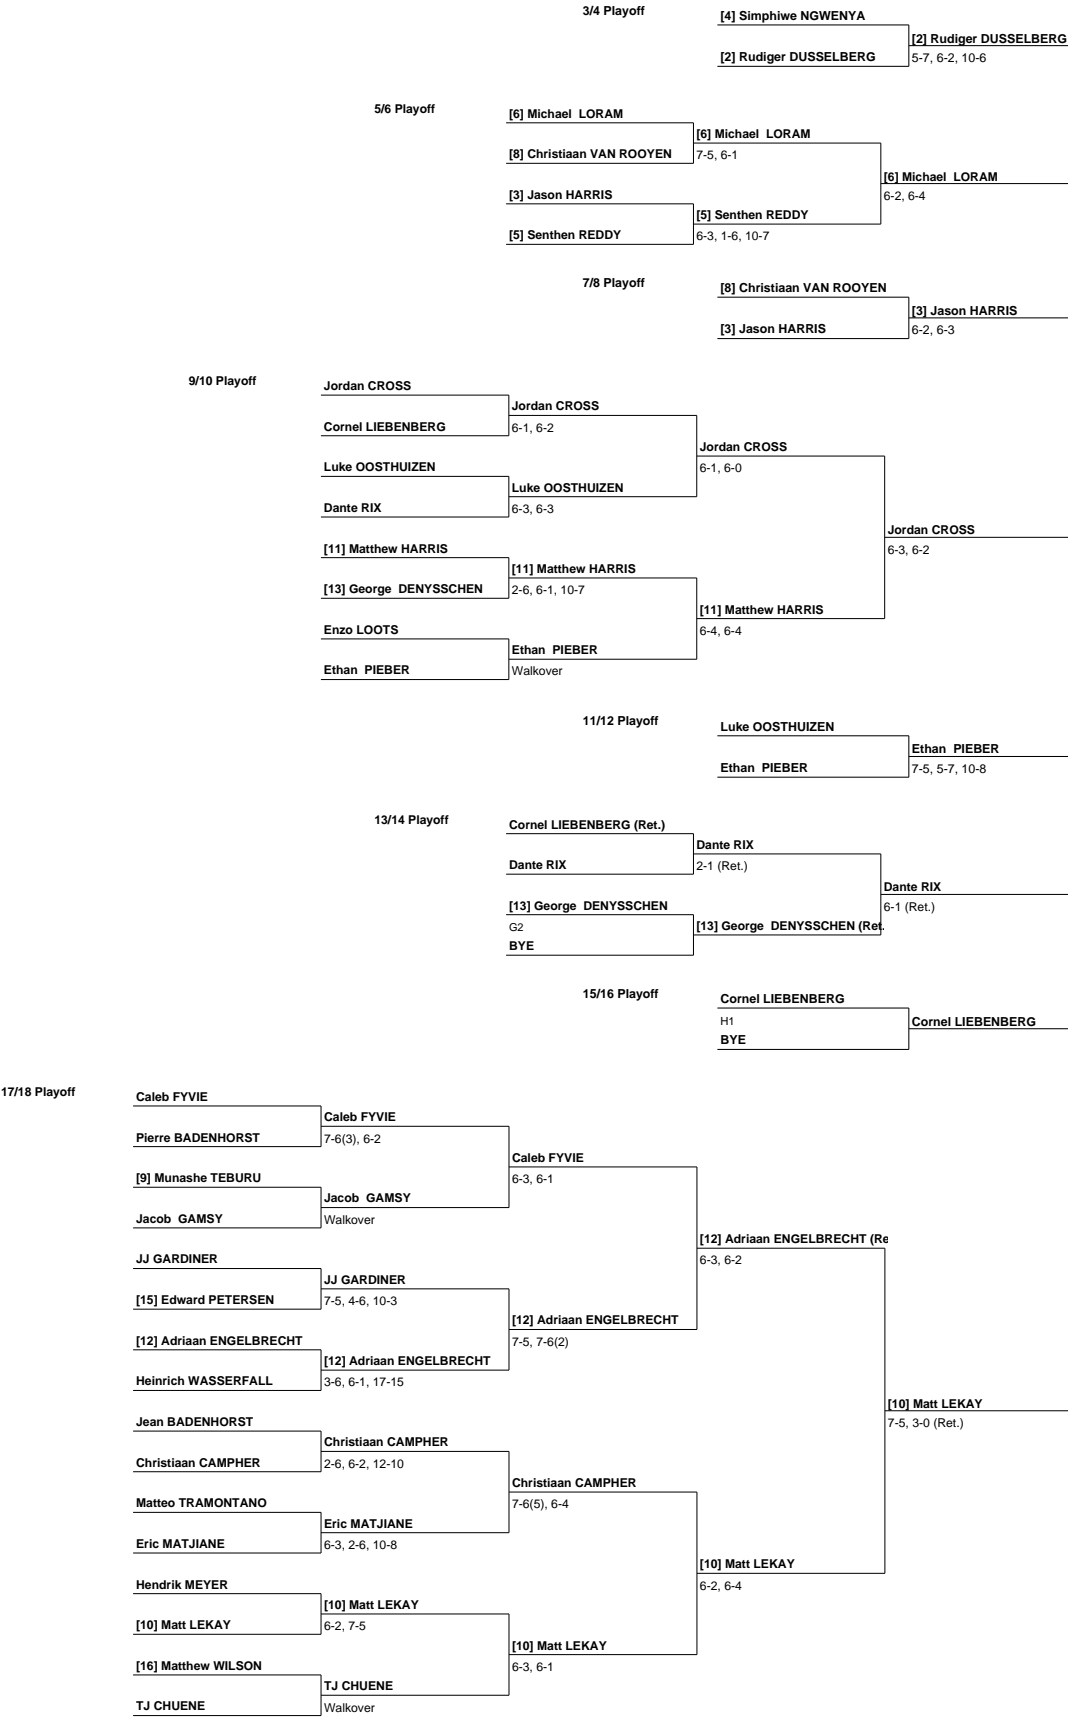 3/4 Playoff
[4] Simphiwe NGWENYA
[2] Rudiger DUSSELBERG
[2] Rudiger DUSSELBERG
5-7, 6-2, 10-6
5/6 Playoff
[6] Michael LORAM
[6] Michael LORAM
[8] Christiaan VAN ROOYEN
7-5, 6-1
[6] Michael LORAM
6-2, 6-4
[3] Jason HARRIS
[5] Senthen REDDY
[5] Senthen REDDY
6-3, 1-6, 10-7
7/8 Playoff
[8] Christiaan VAN ROOYEN
[3] Jason HARRIS
[3] Jason HARRIS
6-2, 6-3
9/10 Playoff
Jordan CROSS
Jordan CROSS
Cornel LIEBENBERG
6-1, 6-2
Jordan CROSS
6-1, 6-0
Luke OOSTHUIZEN
Luke OOSTHUIZEN
Dante RIX
6-3, 6-3
Jordan CROSS
6-3, 6-2
[11] Matthew HARRIS
[11] Matthew HARRIS
[13] George DENYSSCHEN
2-6, 6-1, 10-7
[11] Matthew HARRIS
6-4, 6-4
Enzo LOOTS
Ethan PIEBER
Ethan PIEBER
Walkover
11/12 Playoff
Luke OOSTHUIZEN
Ethan PIEBER
Ethan PIEBER
7-5, 5-7, 10-8
13/14 Playoff
Cornel LIEBENBERG (Ret.)
Dante RIX
Dante RIX
2-1 (Ret.)
Dante RIX
6-1 (Ret.)
[13] George DENYSSCHEN
G2
[13] George DENYSSCHEN (Ret.
BYE
15/16 Playoff
Cornel LIEBENBERG
H1
Cornel LIEBENBERG
BYE
17/18 Playoff
Caleb FYVIE
Caleb FYVIE
Pierre BADENHORST
7-6(3), 6-2
Caleb FYVIE
6-3, 6-1
[9] Munashe TEBURU
Jacob GAMSY
Jacob GAMSY
Walkover
[12] Adriaan ENGELBRECHT (Re
6-3, 6-2
JJ GARDINER
JJ GARDINER
[15] Edward PETERSEN
7-5, 4-6, 10-3
[12] Adriaan ENGELBRECHT
7-5, 7-6(2)
[12] Adriaan ENGELBRECHT
[12] Adriaan ENGELBRECHT
Heinrich WASSERFALL
3-6, 6-1, 17-15
[10] Matt LEKAY
7-5, 3-0 (Ret.)
Jean BADENHORST
Christiaan CAMPHER
Christiaan CAMPHER
2-6, 6-2, 12-10
Christiaan CAMPHER
7-6(5), 6-4
Matteo TRAMONTANO
Eric MATJIANE
Eric MATJIANE
6-3, 2-6, 10-8
[10] Matt LEKAY
6-2, 6-4
Hendrik MEYER
[10] Matt LEKAY
[10] Matt LEKAY
6-2, 7-5
[10] Matt LEKAY
6-3, 6-1
[16] Matthew WILSON
TJ CHUENE
TJ CHUENE
Walkover